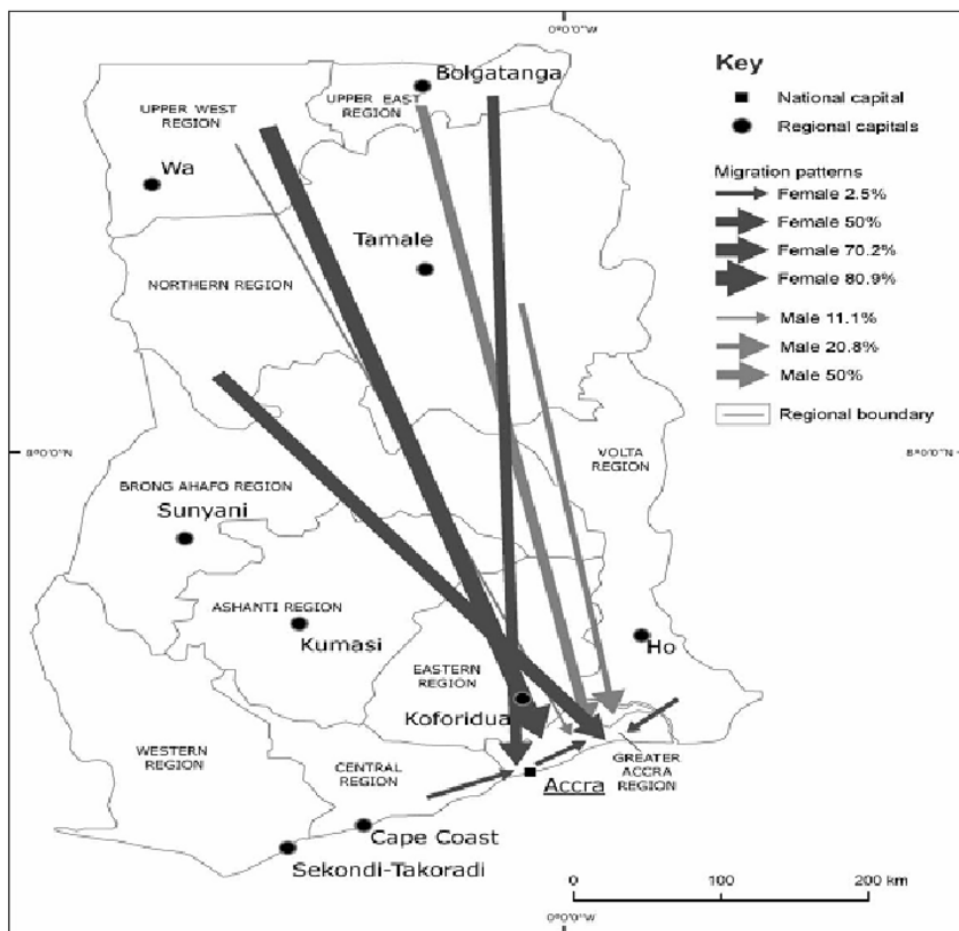 0°0'0"W
Key
National capital
Regional capitals
Migration patterns
Female 2.5%
Female 50%
Female 70.2%
Female 80.9%
Male 11.1%
Male 20.8%
Male 50%
Regional boundary
Bolgatanga
UPPER EAST
REGION
UPPER WEST
REGION
Wa
Tamale
NORTHERN REGION
8°0'0"N
8°0'0"N
VOLTA
REGION
BRONG AHAFO REGION
Sunyani
ASHANTI REGION
Kumasi
Ho
EASTERN
REGION
Koforidua
WESTERN
REGION
CENTRAL
REGION
GREATER
ACCRA
REGION
Accra
Cape Coast
Sekondi-Takoradi
0 100 200 km
0°0'0"W